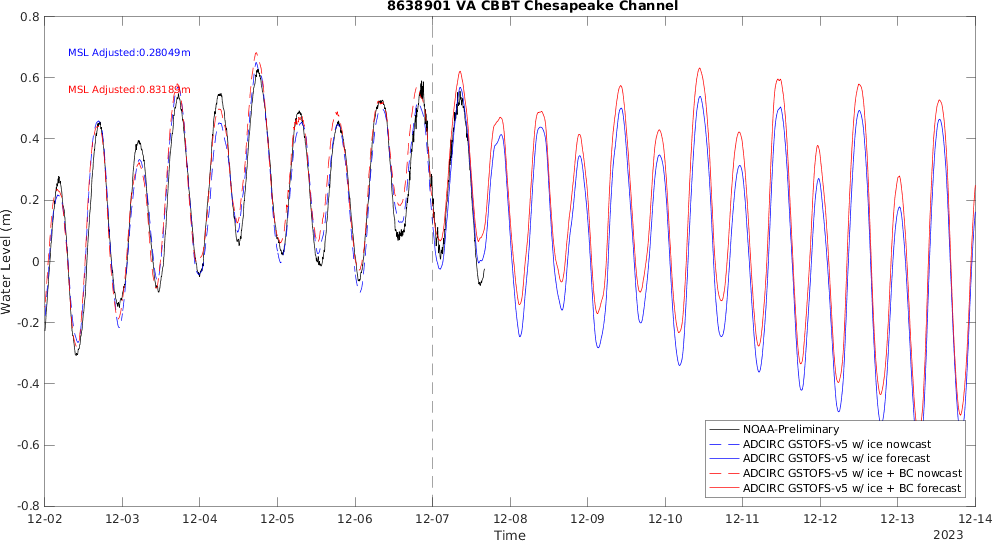 8638901 VA CBBT Chesapeake Channel
0.8
0.6
0.4
0.2
0
-0.2
-0.4
-0.6
-0.8
Water Level (m)
MSL Adjusted:0.28049m
MSL Adjusted:0.83189m
NOAA-Preliminary
ADCIRC GSTOFS-v5 w/ ice nowcast
ADCIRC GSTOFS-v5 w/ ice forecast
ADCIRC GSTOFS-v5 w/ ice + BC nowcast
ADCIRC GSTOFS-v5 w/ ice + BC forecast
12-02 12-03 12-04 12-05 12-06 12-07 12-08 12-09 12-10 12-11 12-12 12-13 12-14
Time
2023